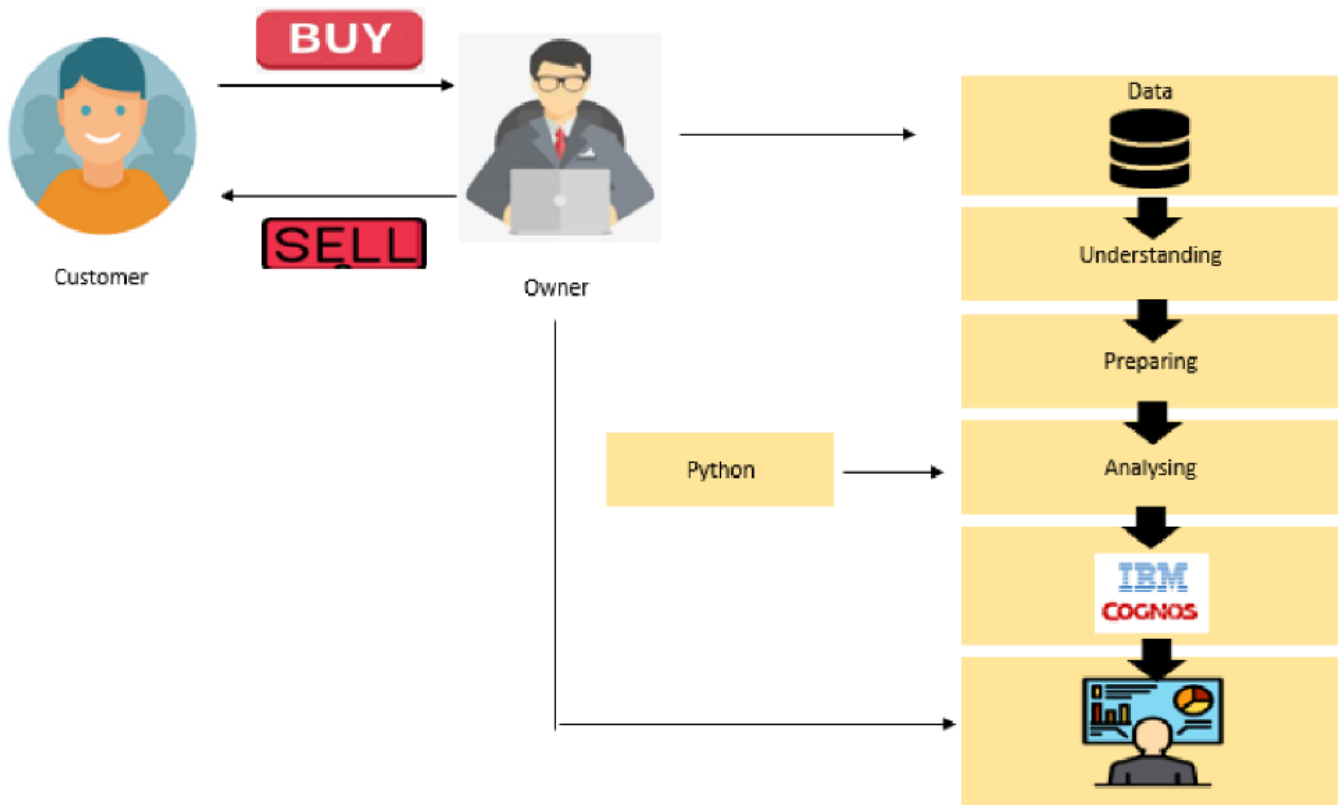 BUY
SELL
Customer
Owner
Data
Understanding
Preparing
Python
Analysing
IBM
COGNOS